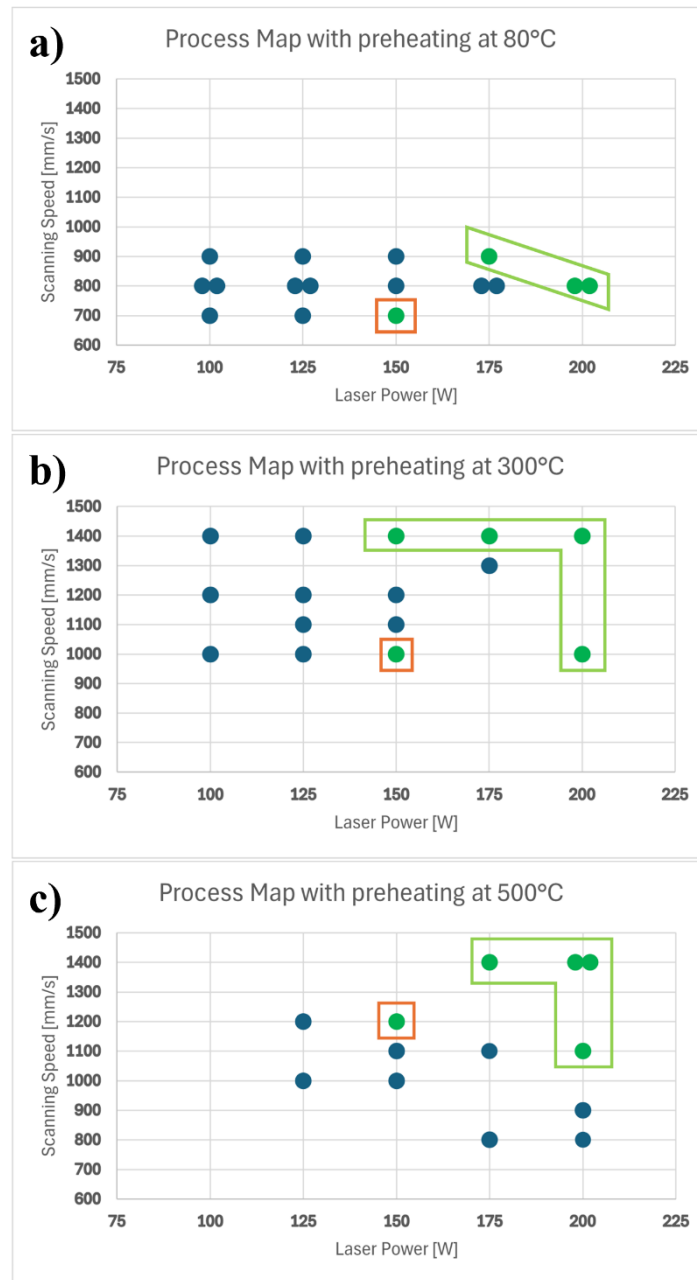 a)
Process Map with preheating at 80°C
Scanning Speed [mm/s]
1500
1400
1300
1200
1100
1000
900
800
700
600
75 100 125 150 175 200 225
Laser Power [W]
b)
Process Map with preheating at 300°C
Scanning Speed [mm/s]
1500
1400
1300
1200
1100
1000
900
800
700
600
75 100 125 150 175 200 225
Laser Power [W]
c)
Process Map with preheating at 500°C
Scanning Speed [mm/s]
1500
1400
1300
1200
1100
1000
900
800
700
600
75 100 125 150 175 200 225
Laser Power [W]